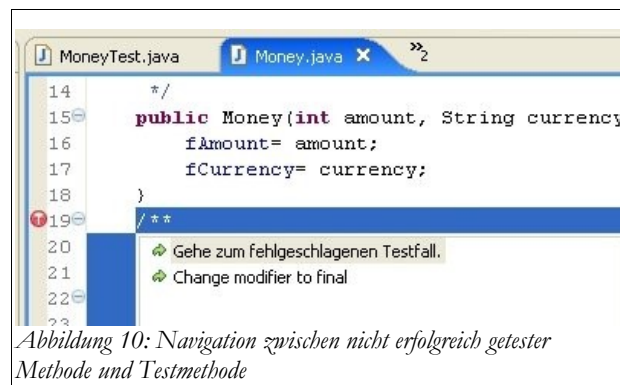 MoneyTest.java Money.java »2
14 */
15 public Money(int amount, String currency
16 fAmount= amount;
17 fCurrency= currency;
18 }
19 /**
20 Gehe zum fehlgeschlagenen Testfall.
21 Change modifier to final
22
23
Abbildung 10: Navigation zwischen nicht erfolgreich getester
Methode und Testmethode